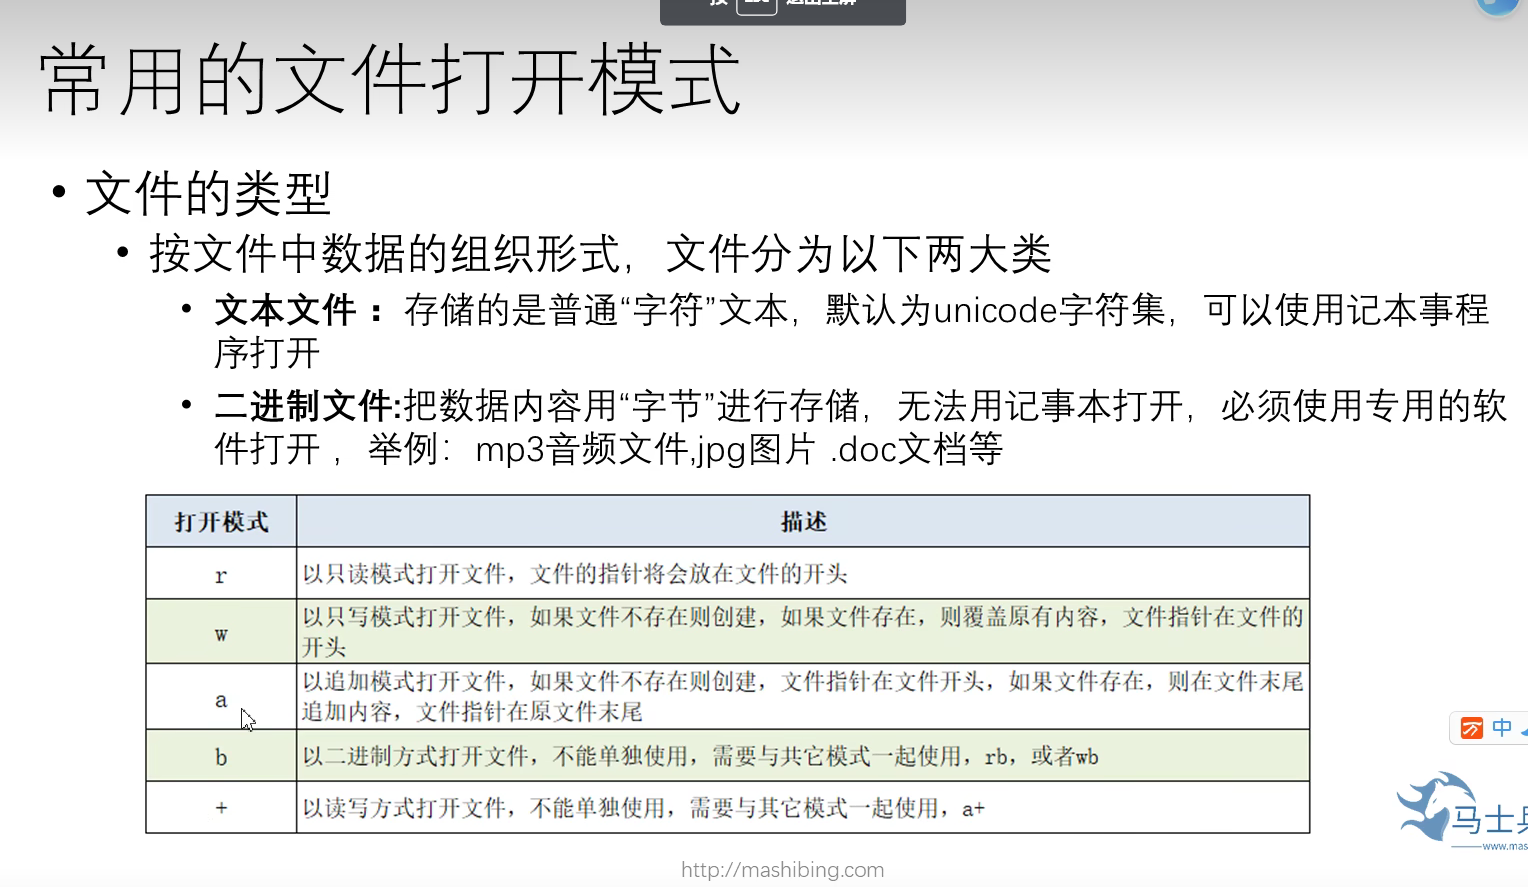 常用的文件打开模式
• 文件的类型
• 按文件中数据的组织形式，文件分为以下两大类
• 文本文件 ：存储的是普通“字符”文本，默认为unicode字符集，可以使用记本事程
序打开
• 二进制文件:把数据内容用“字节”进行存储，无法用记事本打开，必须使用专用的软
件打开 ，举例：mp3音频文件,jpg图片 .doc文档等
打开模式 描述
r 以只读模式打开文件，文件的指针将会放在文件的开头
w 以只写模式打开文件，如果文件不存在则创建，如果文件存在，则覆盖原有内容，文件指针在文件的
开头
a 以追加模式打开文件，如果文件不存在则创建，文件指针在文件开头，如果文件存在，则在文件末尾
追加内容，文件指针在原文件末尾
b 以二进制方式打开文件，不能单独使用，需要与共它模式一起使用，rb，或者wb
+ 以读写方式打开文件，不能单独使用，需要与其它模式一起使用，a+
中
马士
www.mas
http://mashibing.com